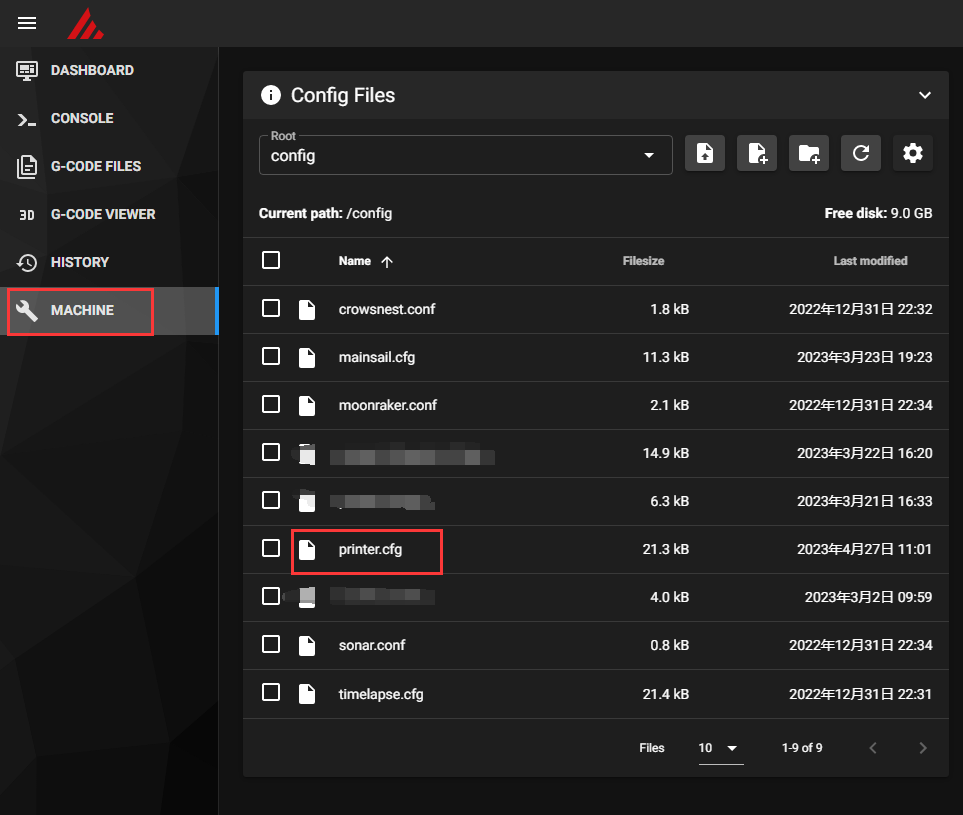 DASHBOARD
CONSOLE
G-CODE FILES
3D G-CODE VIEWER
HISTORY
MACHINE
Config Files
Root
config
Current path: /config Free disk: 9.0 GB
Name Filesize Last modified
crowsnest.conf 1.8 kB 2022年12月31日 22:32
mainsail.cfg 11.3 kB 2023年3月23日 19:23
moonraker.conf 2.1 kB 2022年12月31日 22:34
14.9 kB 2023年3月22日 16:20
6.3 kB 2023年3月21日 16:33
printer.cfg 21.3 kB 2023年4月27日 11:01
4.0 kB 2023年3月2日 09:59
sonar.conf 0.8 kB 2022年12月31日 22:34
timelapse.cfg 21.4 kB 2022年12月31日 22:31
Files 10 1-9 of 9